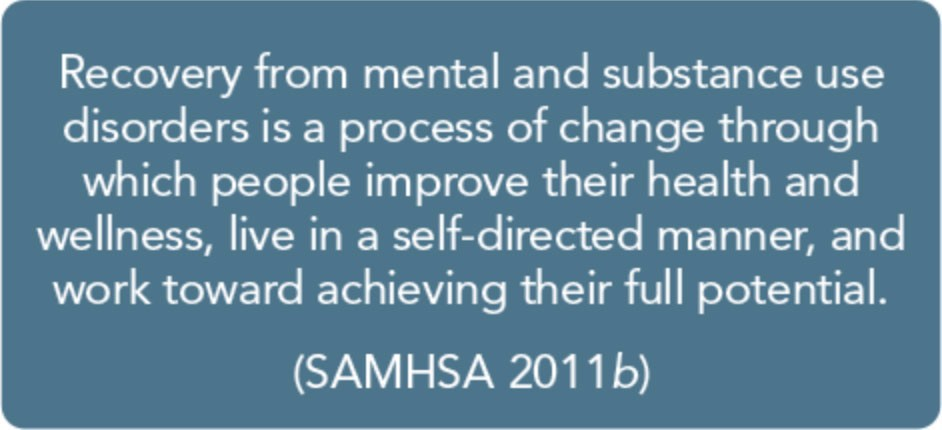 Recovery from mental and substance use
disorders is a process of change through
which people improve their health and
wellness, live in a self-directed manner, and
work toward achieving their full potential.
(SAMHSA 2011b)